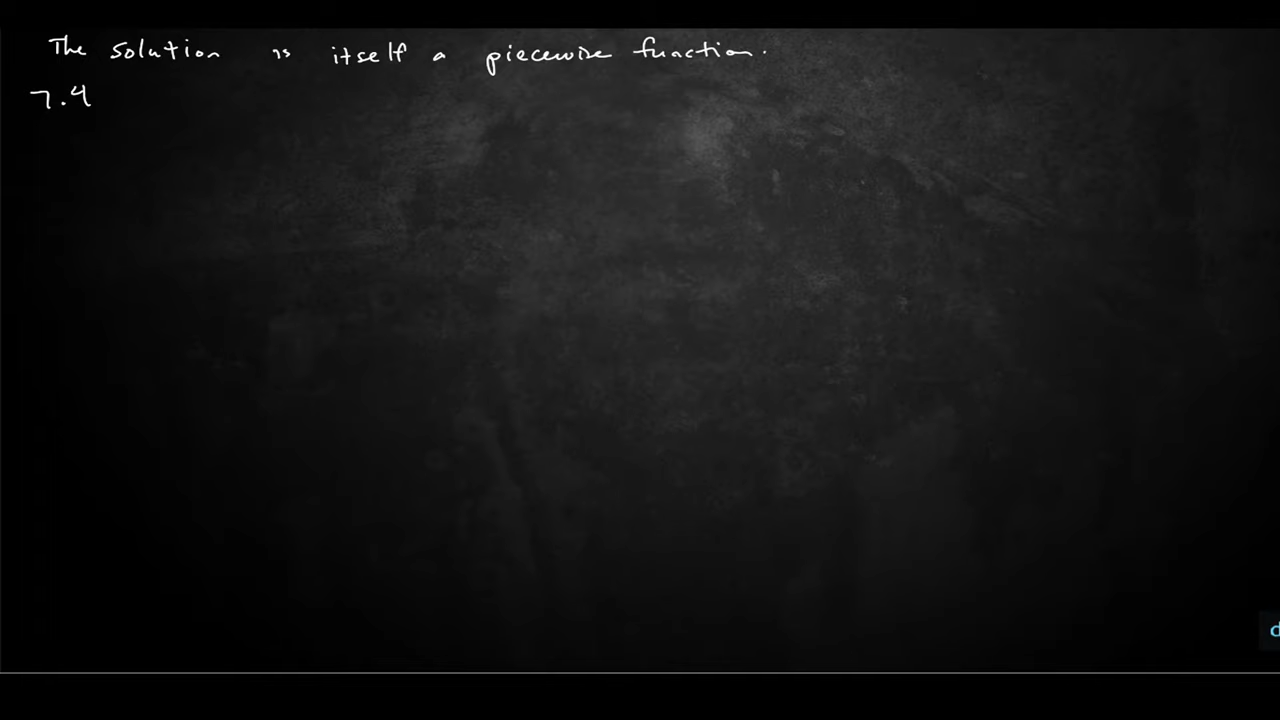 The solution is itself a piecewise function.
7.4